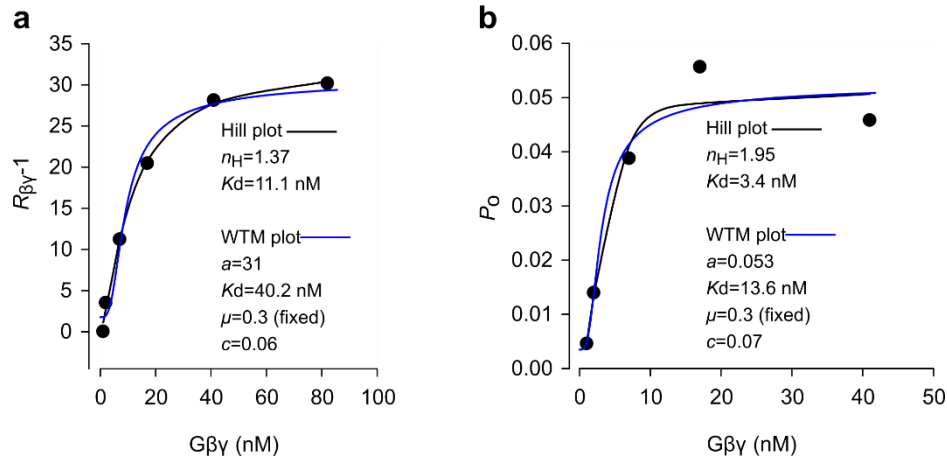 a
35
30
25
20
15
10
5
0
-5
Rβγ-1
Hill plot
nH=1.37
Kd=11.1 nM
WTM plot
a=31
Kd=40.2 nM
μ=0.3 (fixed)
c=0.06
0 20 40 60 80 100
Gβγ (nM)
b
0.06
0.05
0.04
0.03
0.02
0.01
0.00
Po
Hill plot
nH=1.95
Kd=3.4 nM
WTM plot
a=0.053
Kd=13.6 nM
μ=0.3 (fixed)
c=0.07
0 10 20 30 40 50
Gβγ (nM)